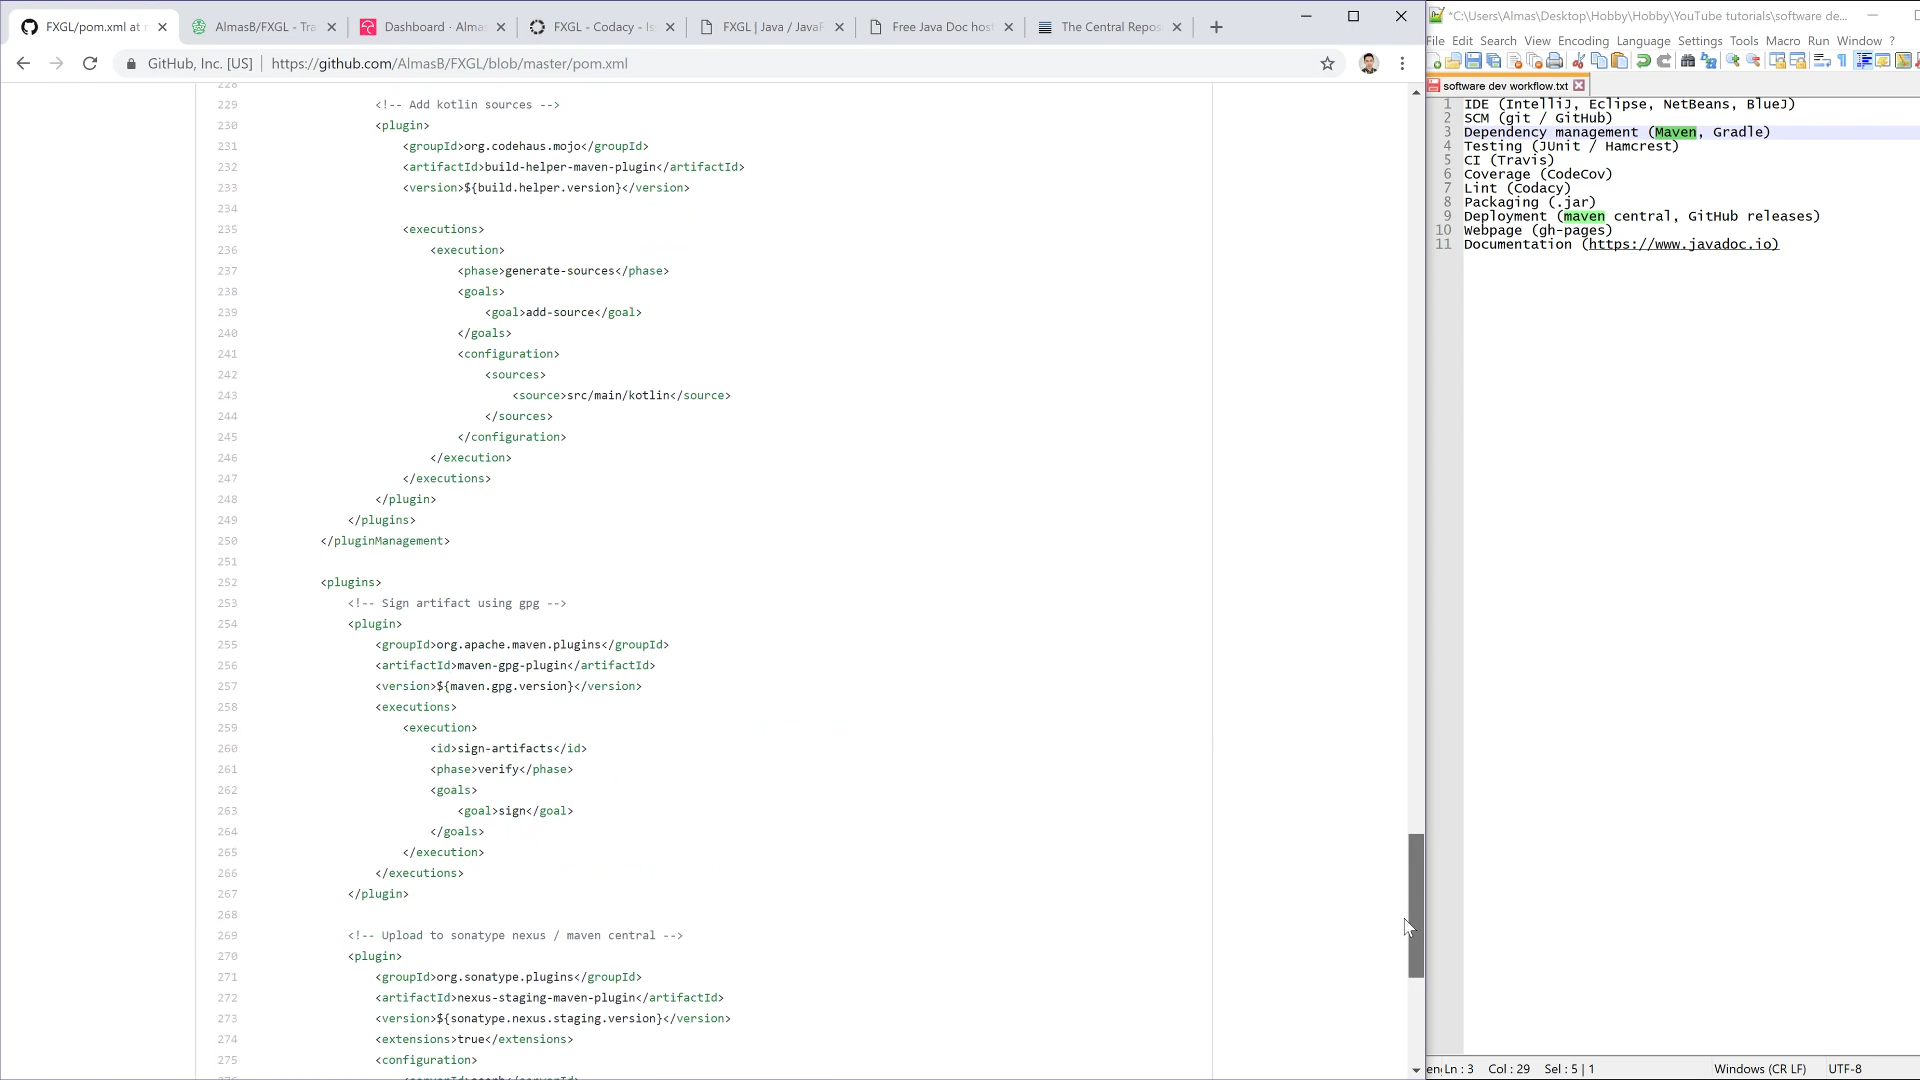 FXGL/pom.xml at m
AlmasB/FXGL - Tra
Dashboard · Almas
FXGL - Codacy - Is
FXGL | Java / JavaF
Free Java Doc host
The Central Repos
GitHub, Inc. [US] | https://github.com/AlmasB/FXGL/blob/master/pom.xml
228
229 <!-- Add kotlin sources -->
230 <plugin>
231 <groupId>org.codehaus.mojo</groupId>
232 <artifactId>build-helper-maven-plugin</artifactId>
233 <version>${build.helper.version}</version>
234
235 <executions>
236 <execution>
237 <phase>generate-sources</phase>
238 <goals>
239 <goal>add-source</goal>
240 </goals>
241 <configuration>
242 <sources>
243 <source>src/main/kotlin</source>
244 </sources>
245 </configuration>
246 </execution>
247 </executions>
248 </plugin>
249 </plugins>
250 </pluginManagement>
251
252 <plugins>
253 <!-- Sign artifact using gpg -->
254 <plugin>
255 <groupId>org.apache.maven.plugins</groupId>
256 <artifactId>maven-gpg-plugin</artifactId>
257 <version>${maven.gpg.version}</version>
258 <executions>
259 <execution>
260 <id>sign-artifacts</id>
261 <phase>verify</phase>
262 <goals>
263 <goal>sign</goal>
264 </goals>
265 </execution>
266 </executions>
267 </plugin>
268
269 <!-- Upload to sonatype nexus / maven central -->
270 <plugin>
271 <groupId>org.sonatype.plugins</groupId>
272 <artifactId>nexus-staging-maven-plugin</artifactId>
273 <version>${sonatype.nexus.staging.version}</version>
274 <extensions>true</extensions>
275 <configuration>
*C:\Users\Almas\Desktop\Hobby\Hobby\YouTube tutorials\software de...
File Edit Search View Encoding Language Settings Tools Macro Run Window ?
software dev workflow.txt
1 IDE (IntelliJ, Eclipse, NetBeans, BlueJ)
2 SCM (git / GitHub)
3 Dependency management (Maven, Gradle)
4 Testing (JUnit / Hamcrest)
5 CI (Travis)
6 Coverage (CodeCov)
7 Lint (Codacy)
8 Packaging (.jar)
9 Deployment (maven central, GitHub releases)
10 Webpage (gh-pages)
11 Documentation (https://www.javadoc.io)
Ln : 3 Col : 29 Sel : 5 | 1 Windows (CR LF) UTF-8